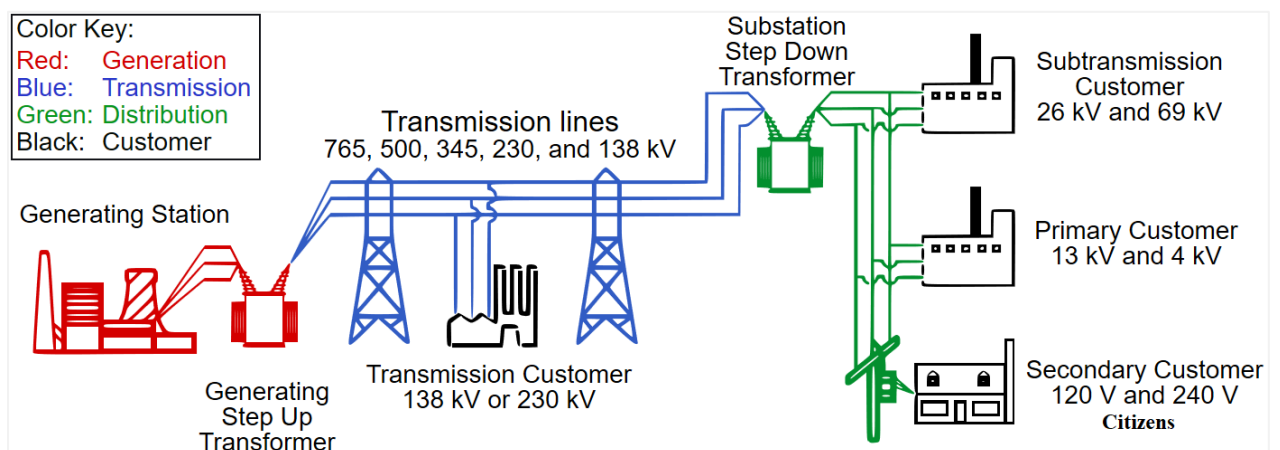 Color Key:
Red: Generation
Blue: Transmission
Green: Distribution
Black: Customer
Generating Station
Generating
Step Up
Transformer
Transmission lines
765, 500, 345, 230, and 138 kV
Transmission Customer
138 kV or 230 kV
Substation
Step Down
Transformer
Subtransmission
Customer
26 kV and 69 kV
Primary Customer
13 kV and 4 kV
Secondary Customer
120 V and 240 V
Citizens